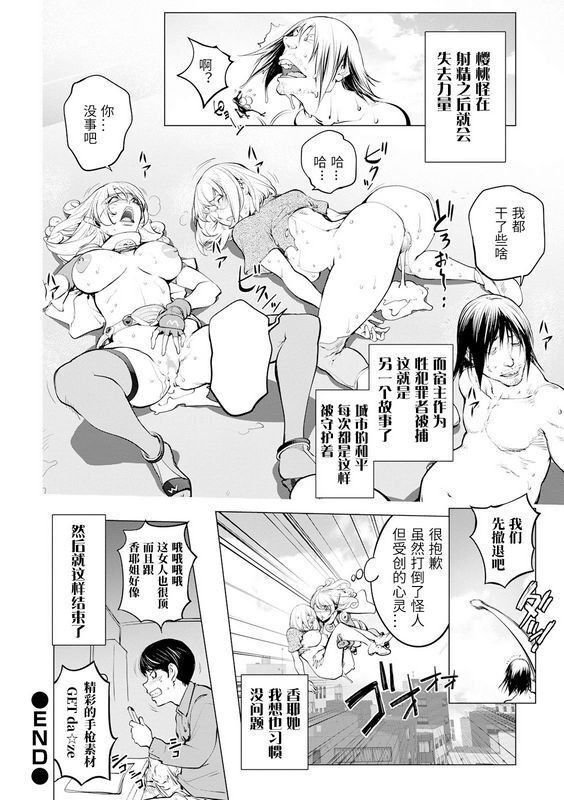 樱桃怪在
射精之后就会
失去力量
啊？
你…
没事吧
哈…
哈…
我都
干了些啥
どろお〜
而宿主作为
性犯罪者被捕
这就是
另一个故事了
城市的和平
每次都是这样
被守护着
我们
先撤退吧
很抱歉
虽然打倒了怪人
但受创的心灵…
香耶她
我想也习惯
没问题
ゴオオ
哦哦哦哦
这女人也很顶
而且跟
香耶姐好像
然后就这样结束了
精彩的手枪素材
GET da☆ze
●END●